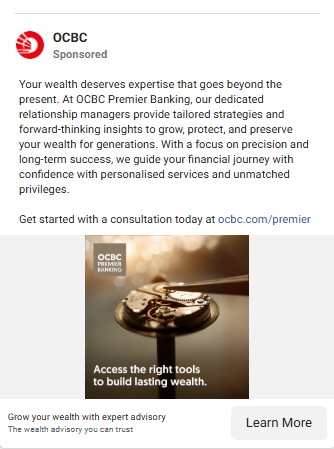 OCBC
Sponsored
Your wealth deserves expertise that goes beyond the
present. At OCBC Premier Banking, our dedicated
relationship managers provide tailored strategies and
forward-thinking insights to grow, protect, and preserve
your wealth for generations. With a focus on precision and
long-term success, we guide your financial journey with
confidence with personalised services and unmatched
privileges.
Get started with a consultation today at ocbc.com/premier
OCBC
PREMIER
BANKING
Access the right tools
to build lasting wealth.
Grow your wealth with expert advisory
The wealth advisory you can trust
Learn More